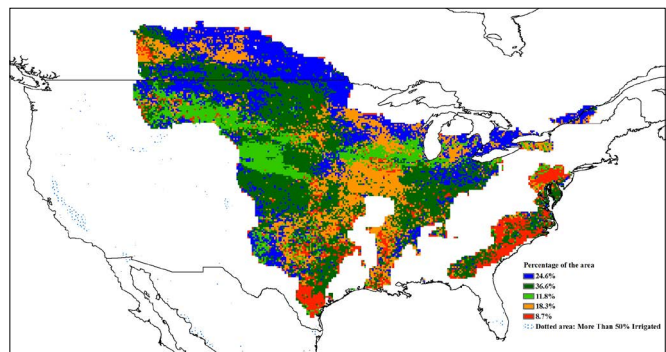 Percentage of the area
24.6%
36.6%
11.8%
18.3%
8.7%
Dotted area: More Than 50% Irrigated